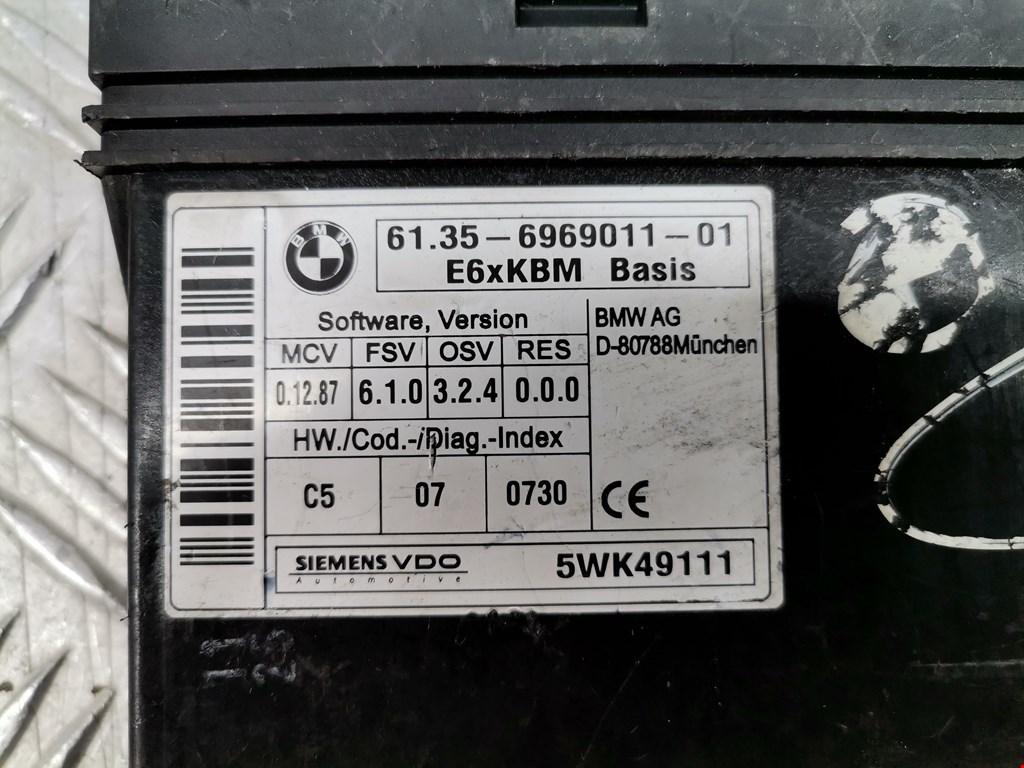 BMW
61.35-6969011-01
E6xKBM Basis
Software, Version
MCV FSV OSV RES
0.12.87 6.1.0 3.2.4 0.0.0
BMW AG
D-80788München
HW./Cod.-/Diag.-Index
C5 07 0730
CE
SIEMENS VDO
Automotive
5WK49111